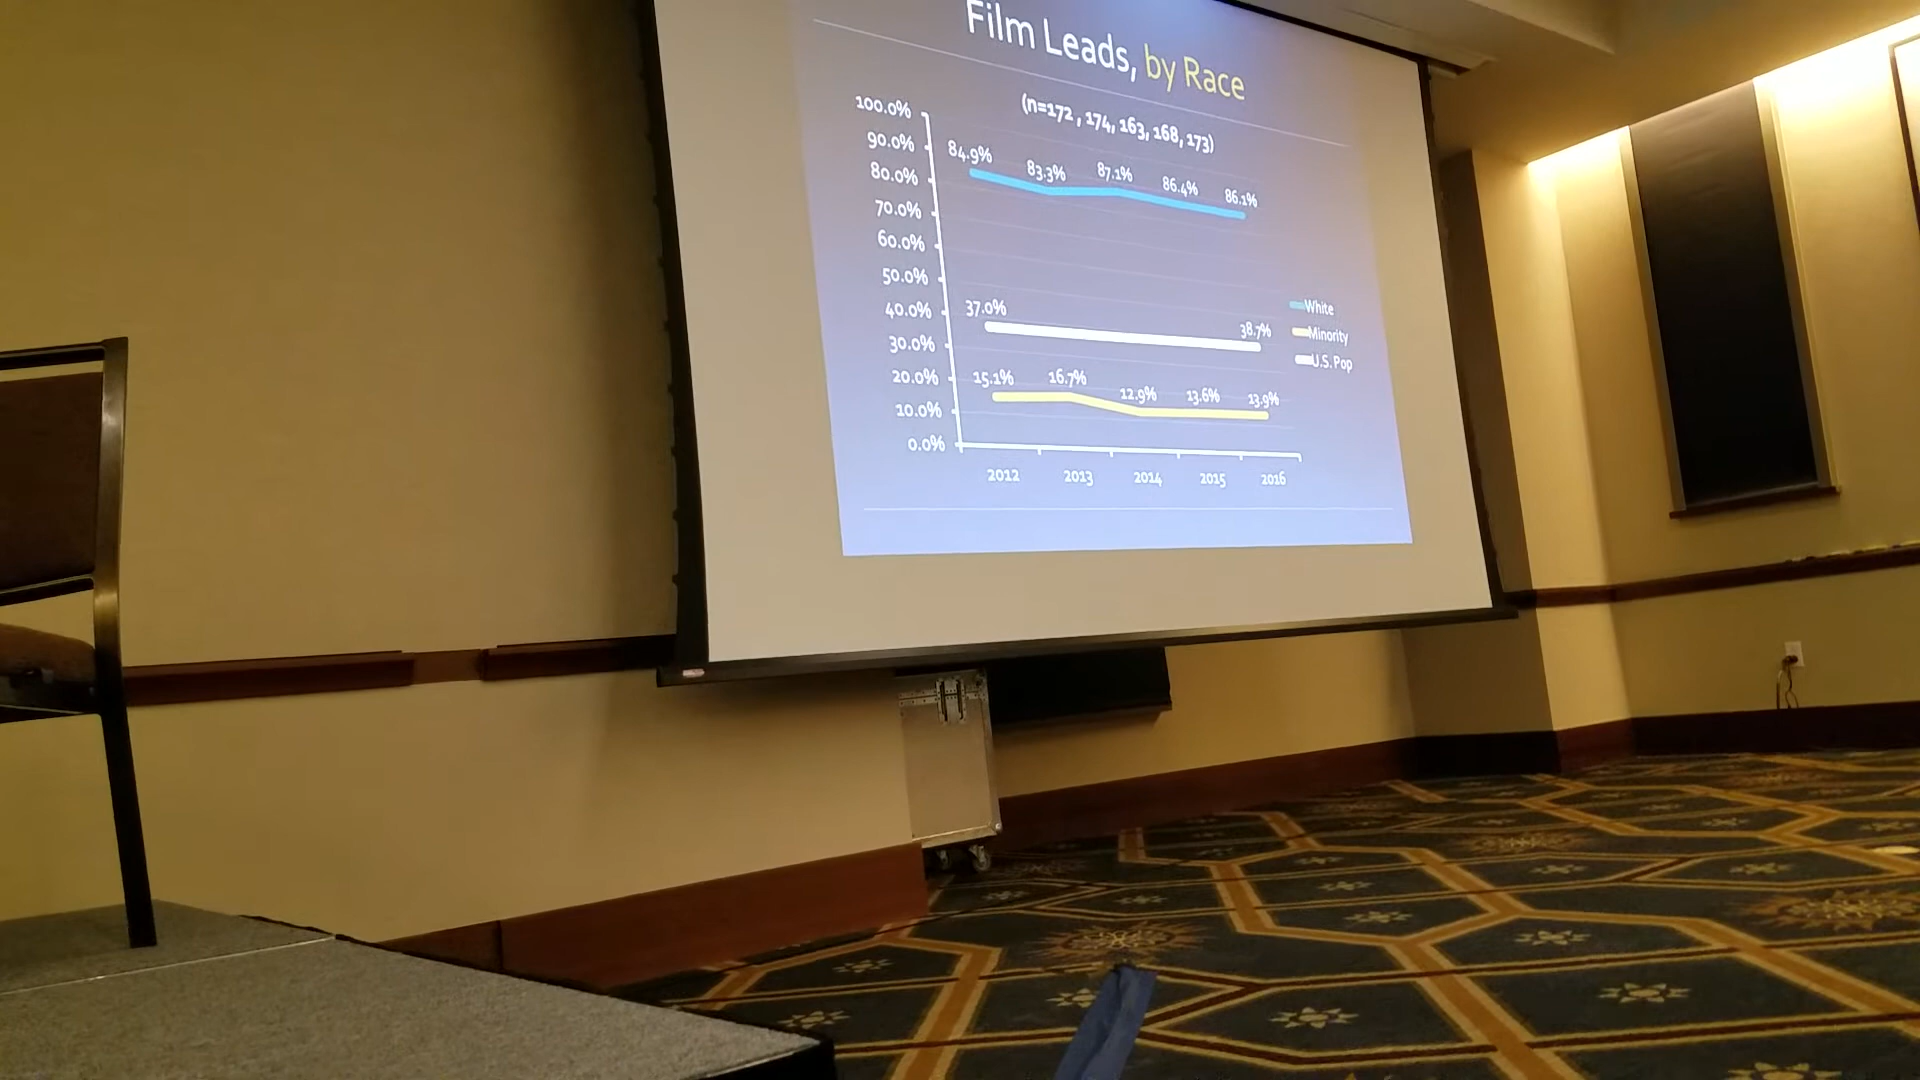 Film Leads, by Race
(n=172 , 174, 163, 168, 173)
100.0%
90.0%
80.0%
70.0%
60.0%
50.0%
40.0%
30.0%
20.0%
10.0%
0.0%
84.9% 83.3% 87.1% 86.4% 86.1%
37.0% 38.7%
15.1% 16.7% 12.9% 13.6% 13.9%
2012 2013 2014 2015 2016
White
Minority
U.S. Pop